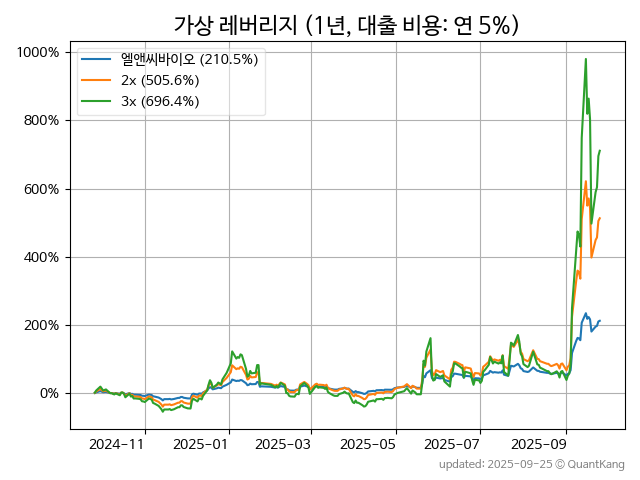 가상 레버리지 (1년, 대출 비용: 연 5%)
엘앤씨바이오 (210.5%)
2x (505.6%)
3x (696.4%)
1000%
800%
600%
400%
200%
0%
2024-11
2025-01
2025-03
2025-05
2025-07
2025-09
updated: 2025-09-25 © QuantKang